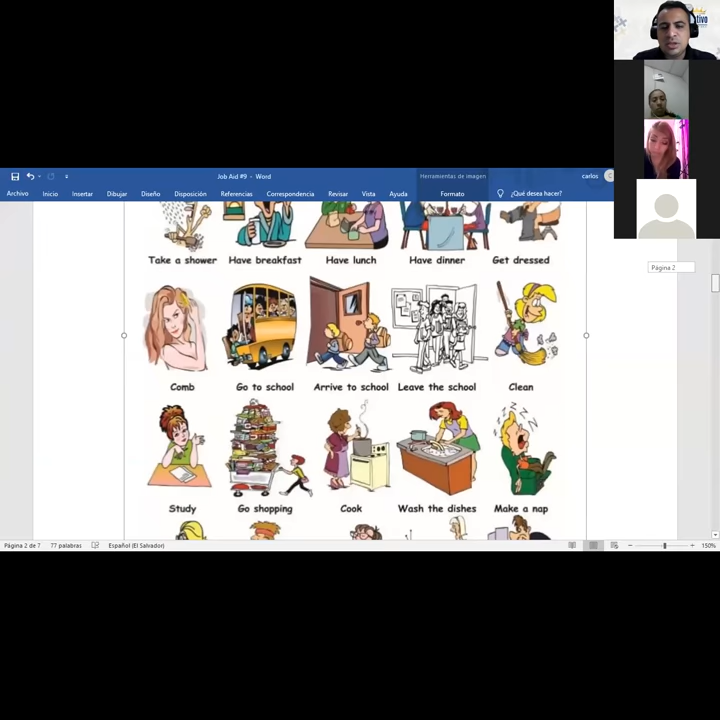 tivo
Job Aid #9 - Word
Herramientas de imagen
carlos
Archivo Inicio Insertar Dibujar Diseño Disposición Referencias Correspondencia Revisar Vista Ayuda Formato ¿Qué desea hacer?
Take a shower Have breakfast Have lunch Have dinner Get dressed
Página 2
Comb Go to school Arrive to school Leave the school Clean
Study Go shopping Cook Wash the dishes Make a nap
Página 2 de 7 77 palabras Español (El Salvador) 150%